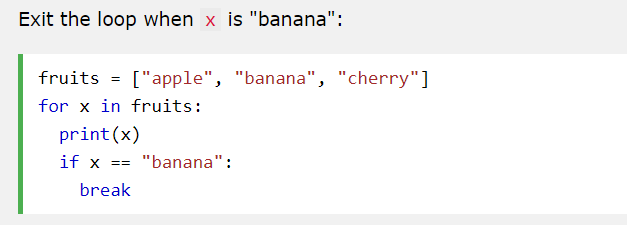 Exit the loop when x is "banana":
fruits = ["apple", "banana", "cherry"]
for x in fruits:
  print(x)
  if x == "banana":
    break